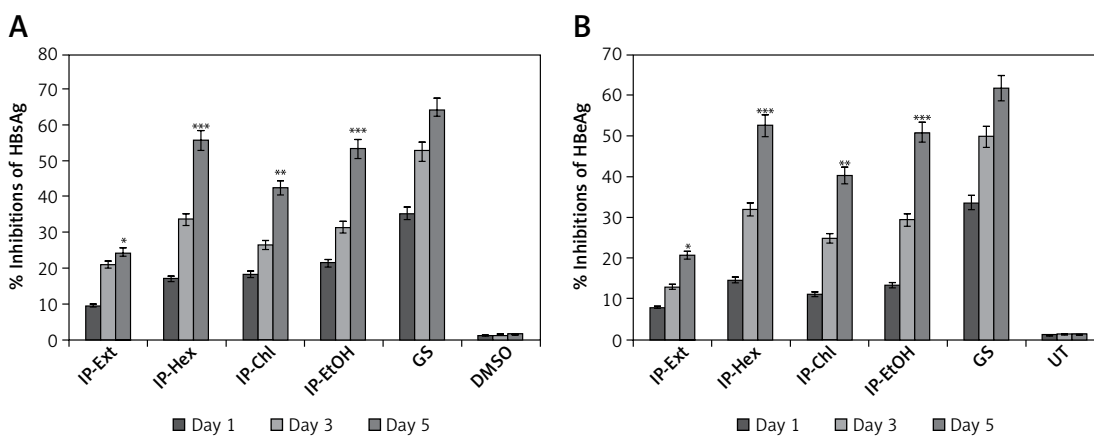 A
% Inhibitions of HBsAg
80
70
60
50
40
30
20
10
0
*
***
**
***
IP-Ext
IP-Hex
IP-Chl
IP-EtOH
GS
DMSO
Day 1 Day 3 Day 5
B
% Inhibitions of HBeAg
70
60
50
40
30
20
10
0
*
***
**
***
IP-Ext
IP-Hex
IP-Chl
IP-EtOH
GS
UT
Day 1 Day 3 Day 5